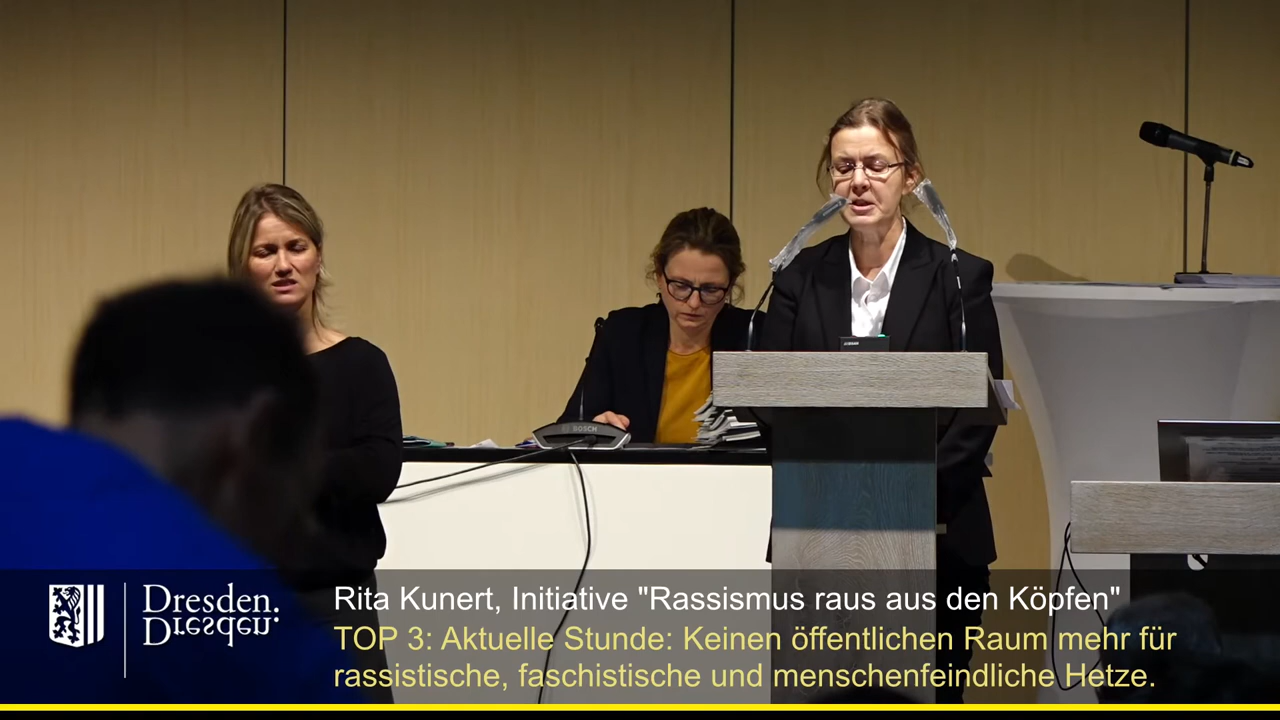 BOSCH
Dresden.
Dresden.
Rita Kunert, Initiative "Rassismus raus aus den Köpfen"
TOP 3: Aktuelle Stunde: Keinen öffentlichen Raum mehr für
rassistische, faschistische und menschenfeindliche Hetze.